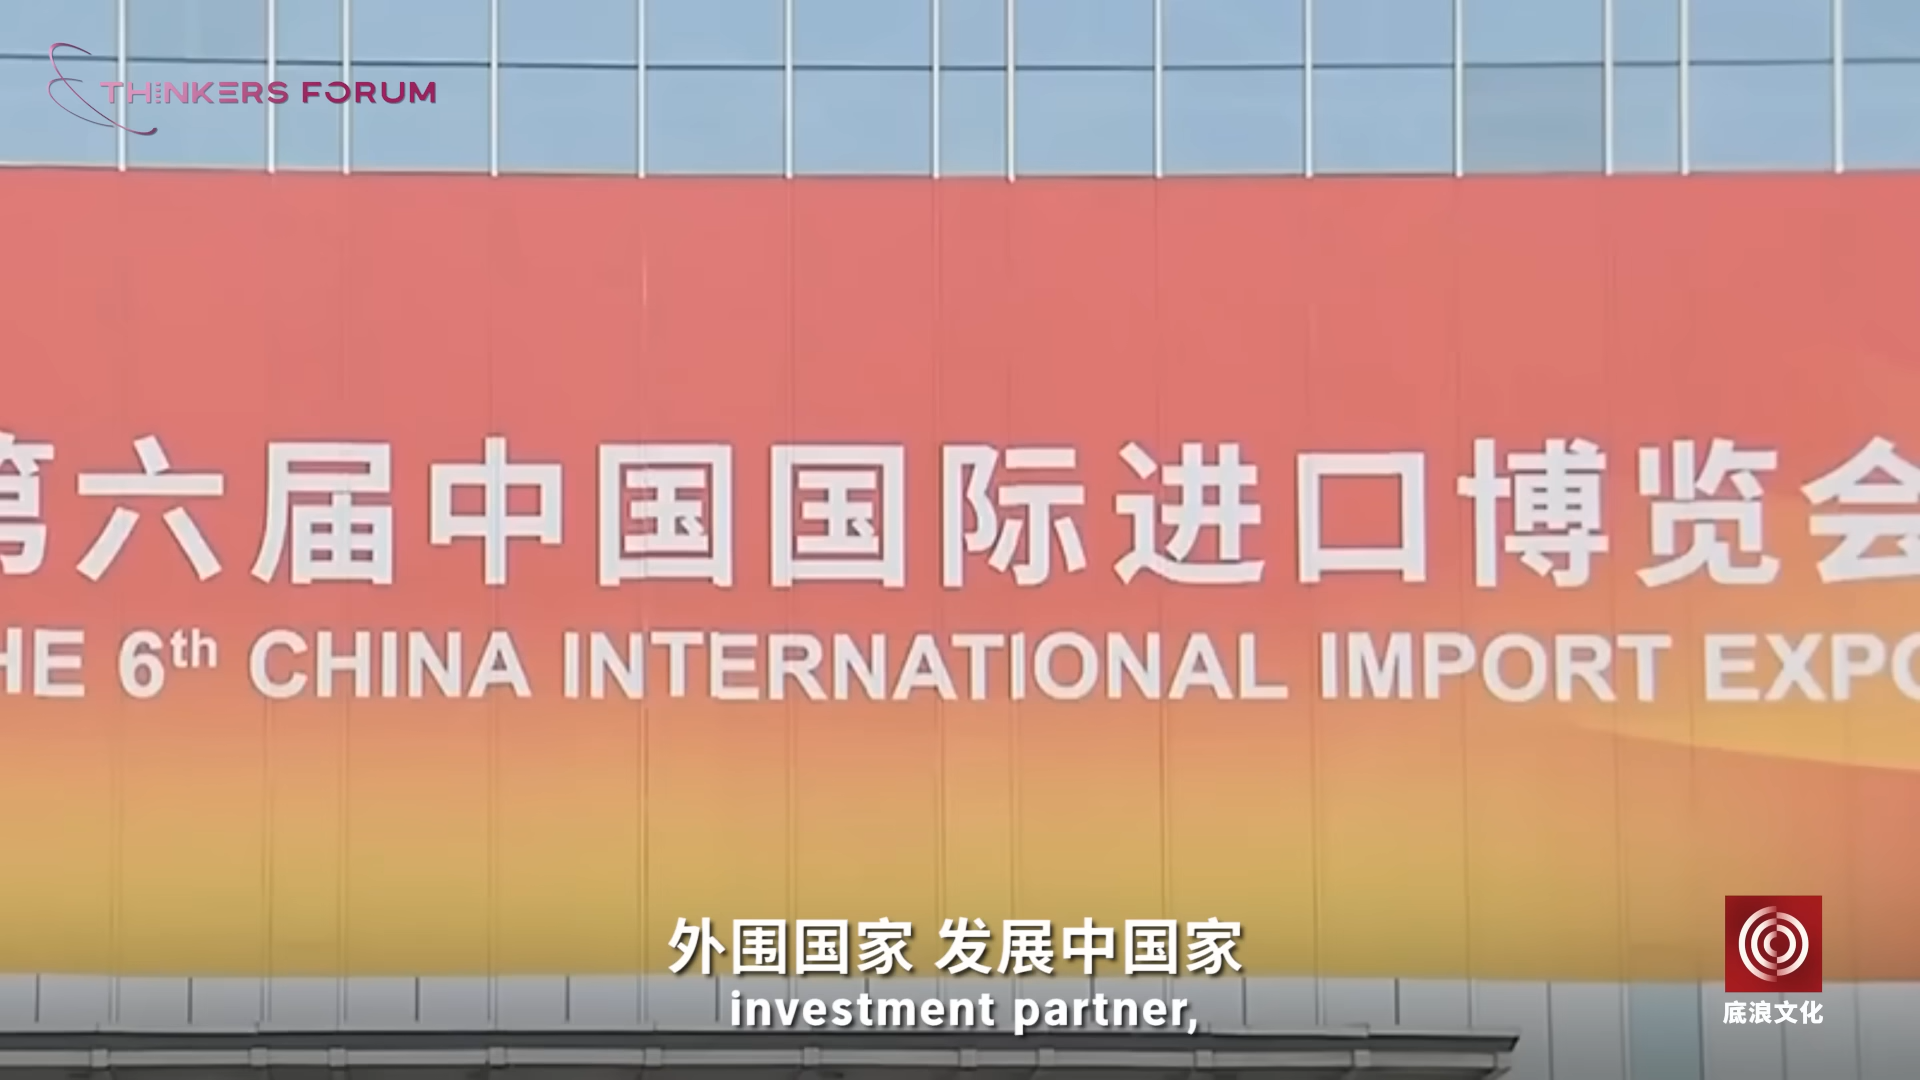 THINKERS FORUM
第六届中国国际进口博览会
HE 6th CHINA INTERNATIONAL IMPORT EXPO
外围国家 发展中国家
investment partner,
底浪文化